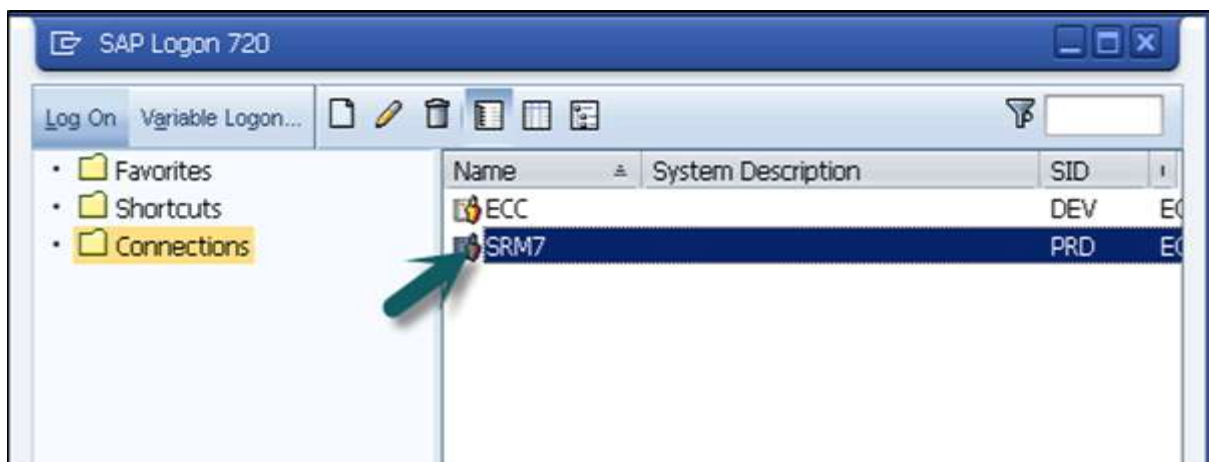 SAP Logon 720
Log On Variable Logon...
Favorites
Shortcuts
Connections
Name System Description SID
ECC DEV
SRM7 PRD